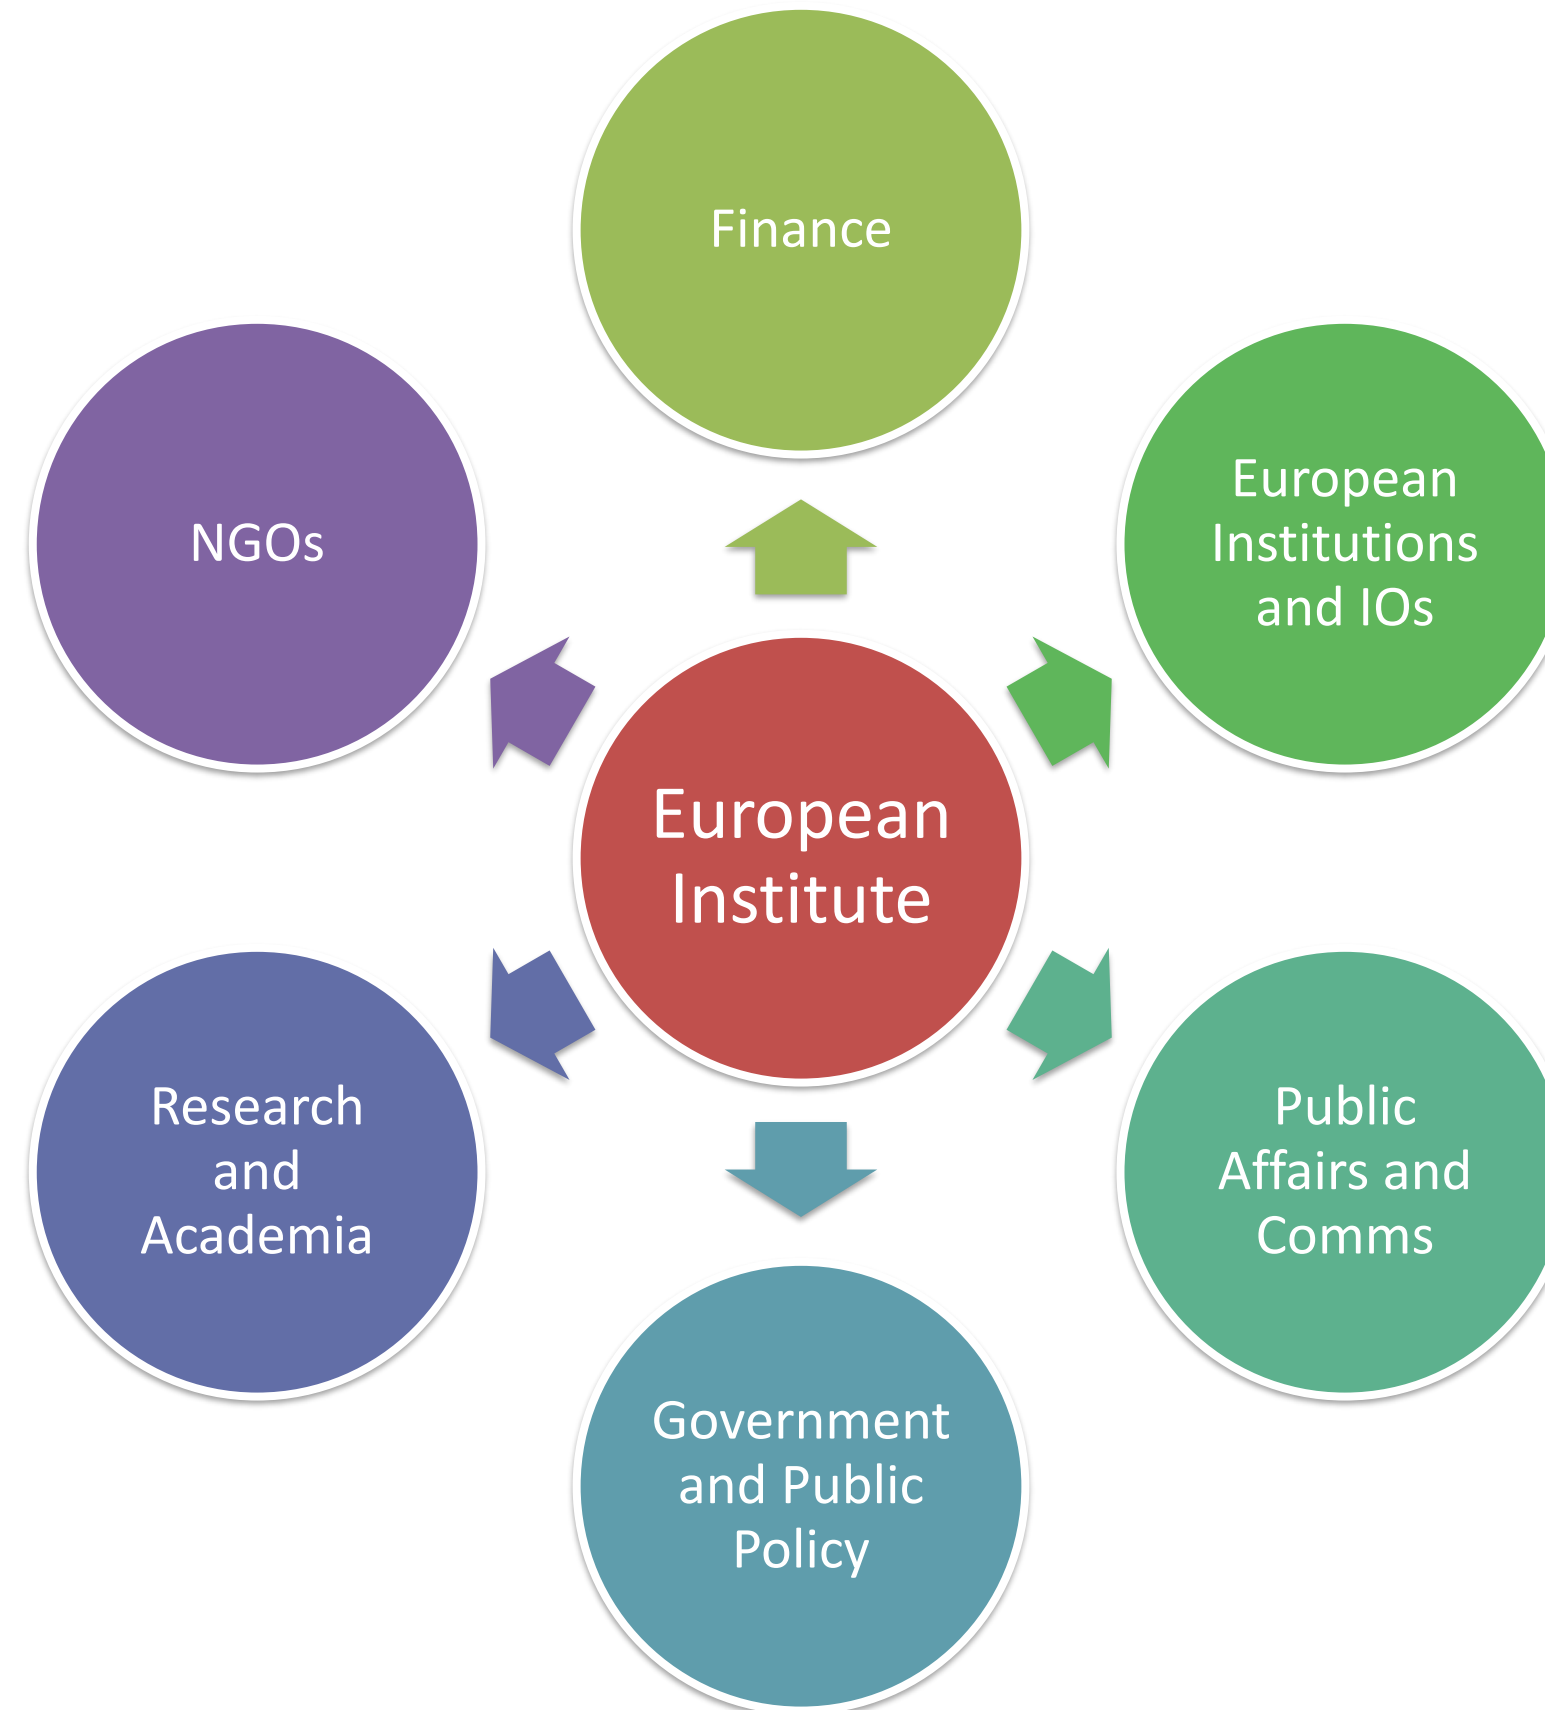 Finance
European
Institutions
and IOs
NGOs
European
Institute
Public
Affairs and
Comms
Research
and
Academia
Government
and Public
Policy